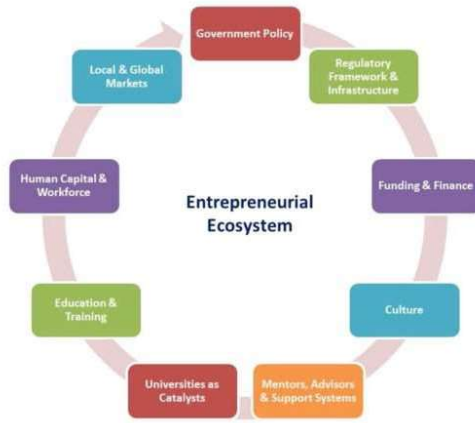 Government Policy
Regulatory
Framework &
Infrastructure
Funding & Finance
Culture
Mentors, Advisors
& Support Systems
Universities as
Catalysts
Education &
Training
Human Capital &
Workforce
Local & Global
Markets
Entrepreneurial
Ecosystem